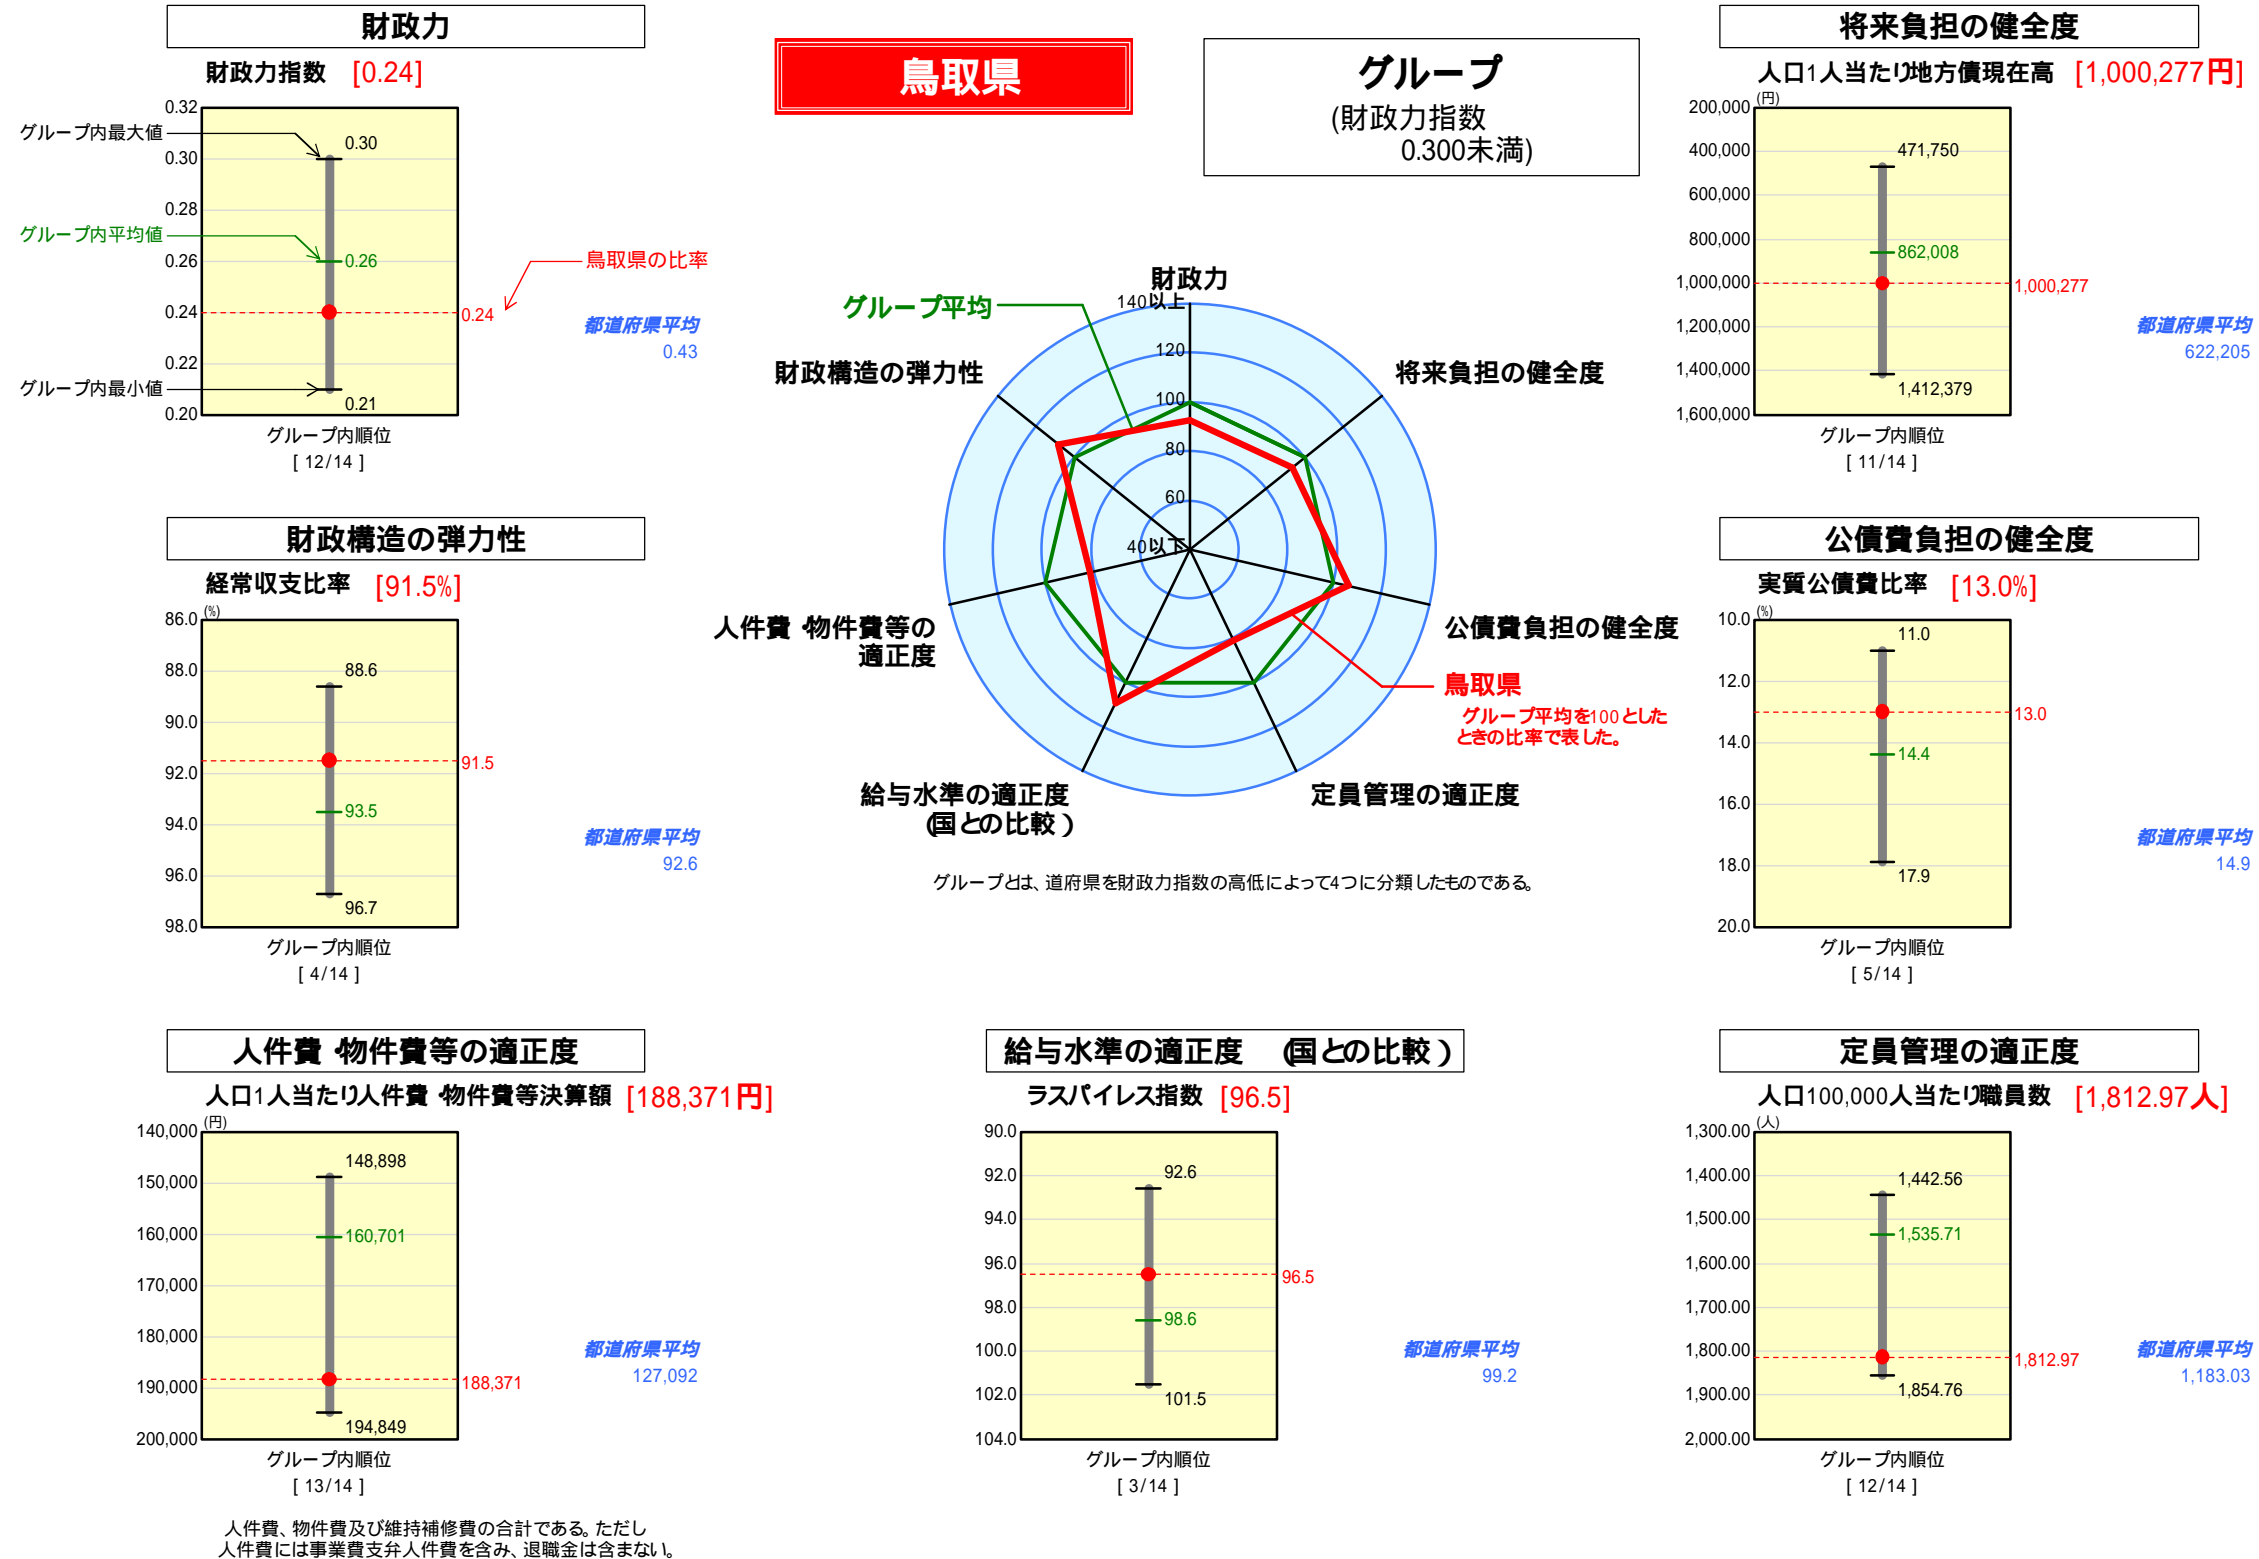 財政力
財政力指数 [0.24]
0.32
0.30
0.28
0.26
0.24
0.22
0.20
グループ内最大値
グループ内平均値
グループ内最小値
0.30
0.26
0.21
0.24
鳥取県の比率
都道府県平均
0.43
グループ内順位
[ 12/14 ]
鳥取県
グループ
(財政力指数
0.300未満)
将来負担の健全度
人口1人当たり地方債現在高 [1,000,277円]
(円)
200,000
400,000
600,000
800,000
1,000,000
1,200,000
1,400,000
1,600,000
471,750
862,008
1,412,379
1,000,277
都道府県平均
622,205
グループ内順位
[ 11/14 ]
財政力
グループ平均
140以上
120
100
80
60
40以下
財政構造の弾力性
将来負担の健全度
人件費・物件費等の
適正度
公債費負担の健全度
鳥取県
グループ平均を100とした
ときの比率で表した。
給与水準の適正度
(国との比較)
定員管理の適正度
グループとは、道府県を財政力指数の高低によって4つに分類したものである。
財政構造の弾力性
経常収支比率 [91.5%]
(%)
86.0
88.0
90.0
92.0
94.0
96.0
98.0
88.6
93.5
96.7
91.5
都道府県平均
92.6
グループ内順位
[ 4/14 ]
公債費負担の健全度
実質公債費比率 [13.0%]
(%)
10.0
12.0
14.0
16.0
18.0
20.0
11.0
14.4
17.9
13.0
都道府県平均
14.9
グループ内順位
[ 5/14 ]
人件費・物件費等の適正度
人口1人当たり人件費・物件費等決算額 [188,371円]
(円)
140,000
150,000
160,000
170,000
180,000
190,000
200,000
148,898
160,701
194,849
188,371
都道府県平均
127,092
グループ内順位
[ 13/14 ]
人件費、物件費及び維持補修費の合計である。ただし
人件費には事業費支弁人件費を含み、退職金は含まない。
給与水準の適正度 (国との比較)
ラスパイレス指数 [96.5]
90.0
92.0
94.0
96.0
98.0
100.0
102.0
104.0
92.6
98.6
101.5
96.5
都道府県平均
99.2
グループ内順位
[ 3/14 ]
定員管理の適正度
人口100,000人当たり職員数 [1,812.97人]
(人)
1,300.00
1,400.00
1,500.00
1,600.00
1,700.00
1,800.00
1,900.00
2,000.00
1,442.56
1,535.71
1,854.76
1,812.97
都道府県平均
1,183.03
グループ内順位
[ 12/14 ]